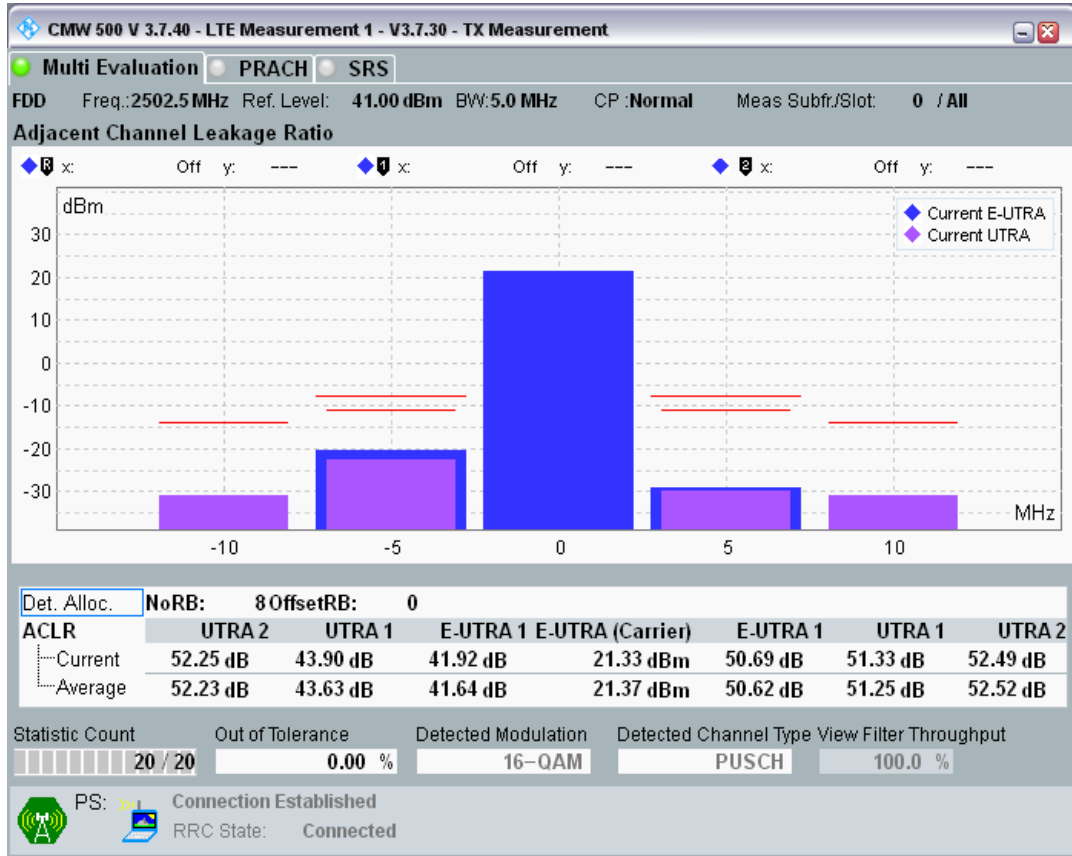 CMW 500 V 3.7.40 - LTE Measurement 1 - V3.7.30 - TX Measurement
Multi Evaluation PRACH SRS
FDD Freq.:2502.5 MHz Ref. Level: 41.00 dBm BW:5.0 MHz CP :Normal Meas Subfr./Slot: 0 / All
Adjacent Channel Leakage Ratio
R x: Off y: --- 1 x: Off y: --- 2 x: Off y: ---
dBm
Current E-UTRA
Current UTRA
30
20
10
0
-10
-20
-30
MHz
-10 -5 0 5 10
Det. Alloc. NoRB: 8 OffsetRB: 0
ACLR UTRA 2 UTRA 1 E-UTRA 1 E-UTRA (Carrier) E-UTRA 1 UTRA 1 UTRA 2
Current 52.25 dB 43.90 dB 41.92 dB 21.33 dBm 50.69 dB 51.33 dB 52.49 dB
Average 52.23 dB 43.63 dB 41.64 dB 21.37 dBm 50.62 dB 51.25 dB 52.52 dB
Statistic Count Out of Tolerance Detected Modulation Detected Channel Type View Filter Throughput
20 / 20 0.00 % 16-QAM PUSCH 100.0 %
PS: Connection Established
RRC State: Connected